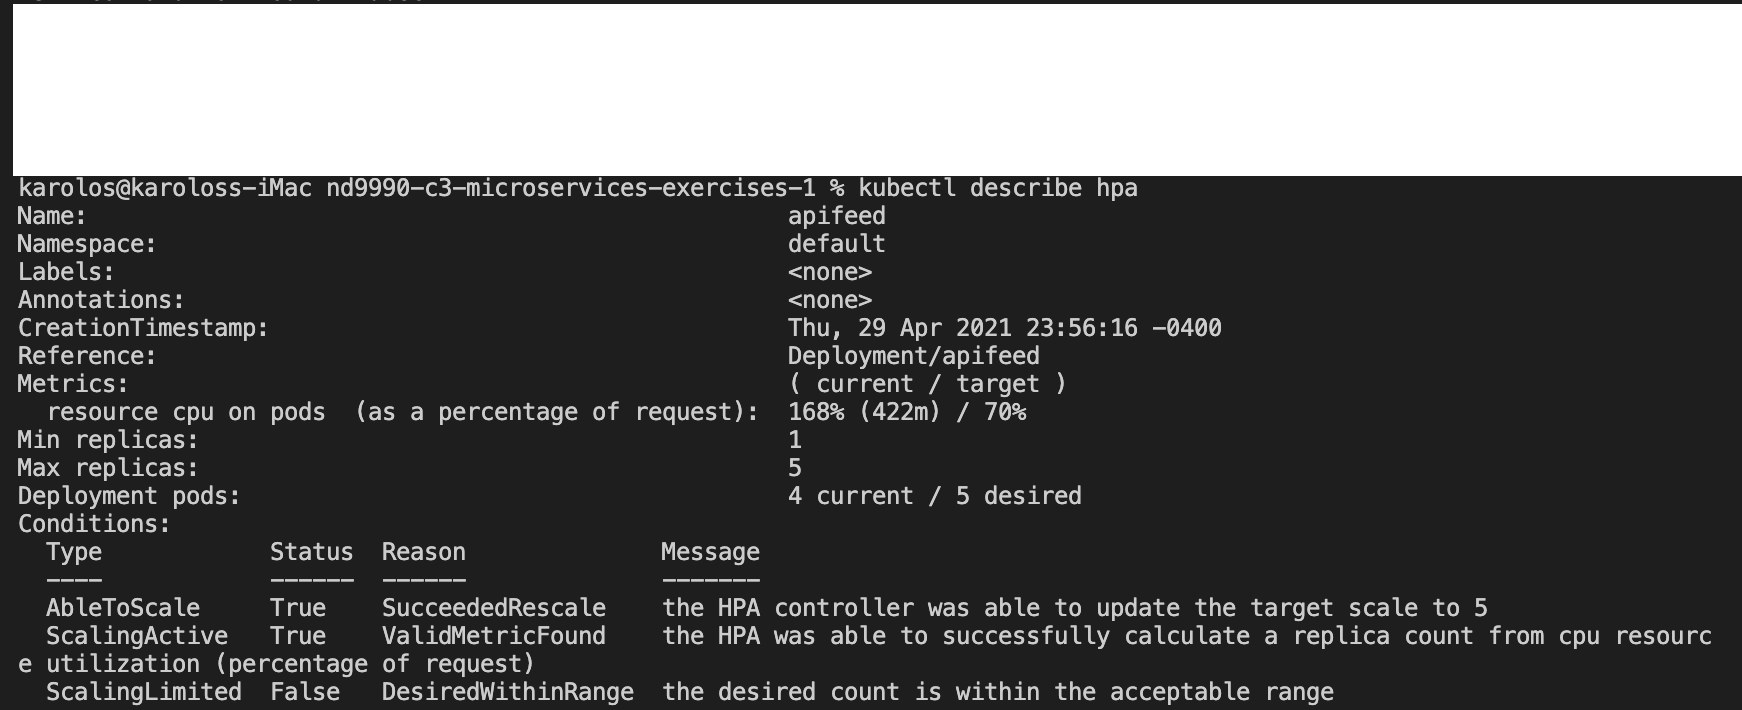 karolos@karoloss-iMac nd9990-c3-microservices-exercises-1 % kubectl describe hpa
Name:                                                  apifeed
Namespace:                                             default
Labels:                                                <none>
Annotations:                                           <none>
CreationTimestamp:                                     Thu, 29 Apr 2021 23:56:16 -0400
Reference:                                             Deployment/apifeed
Metrics:                                               ( current / target )
  resource cpu on pods  (as a percentage of request):  168% (422m) / 70%
Min replicas:                                          1
Max replicas:                                          5
Deployment pods:                                       4 current / 5 desired
Conditions:
  Type            Status  Reason              Message
  ----            ------  ------              -------
  AbleToScale     True    SucceededRescale    the HPA controller was able to update the target scale to 5
  ScalingActive   True    ValidMetricFound    the HPA was able to successfully calculate a replica count from cpu resourc
e utilization (percentage of request)
  ScalingLimited  False   DesiredWithinRange  the desired count is within the acceptable range